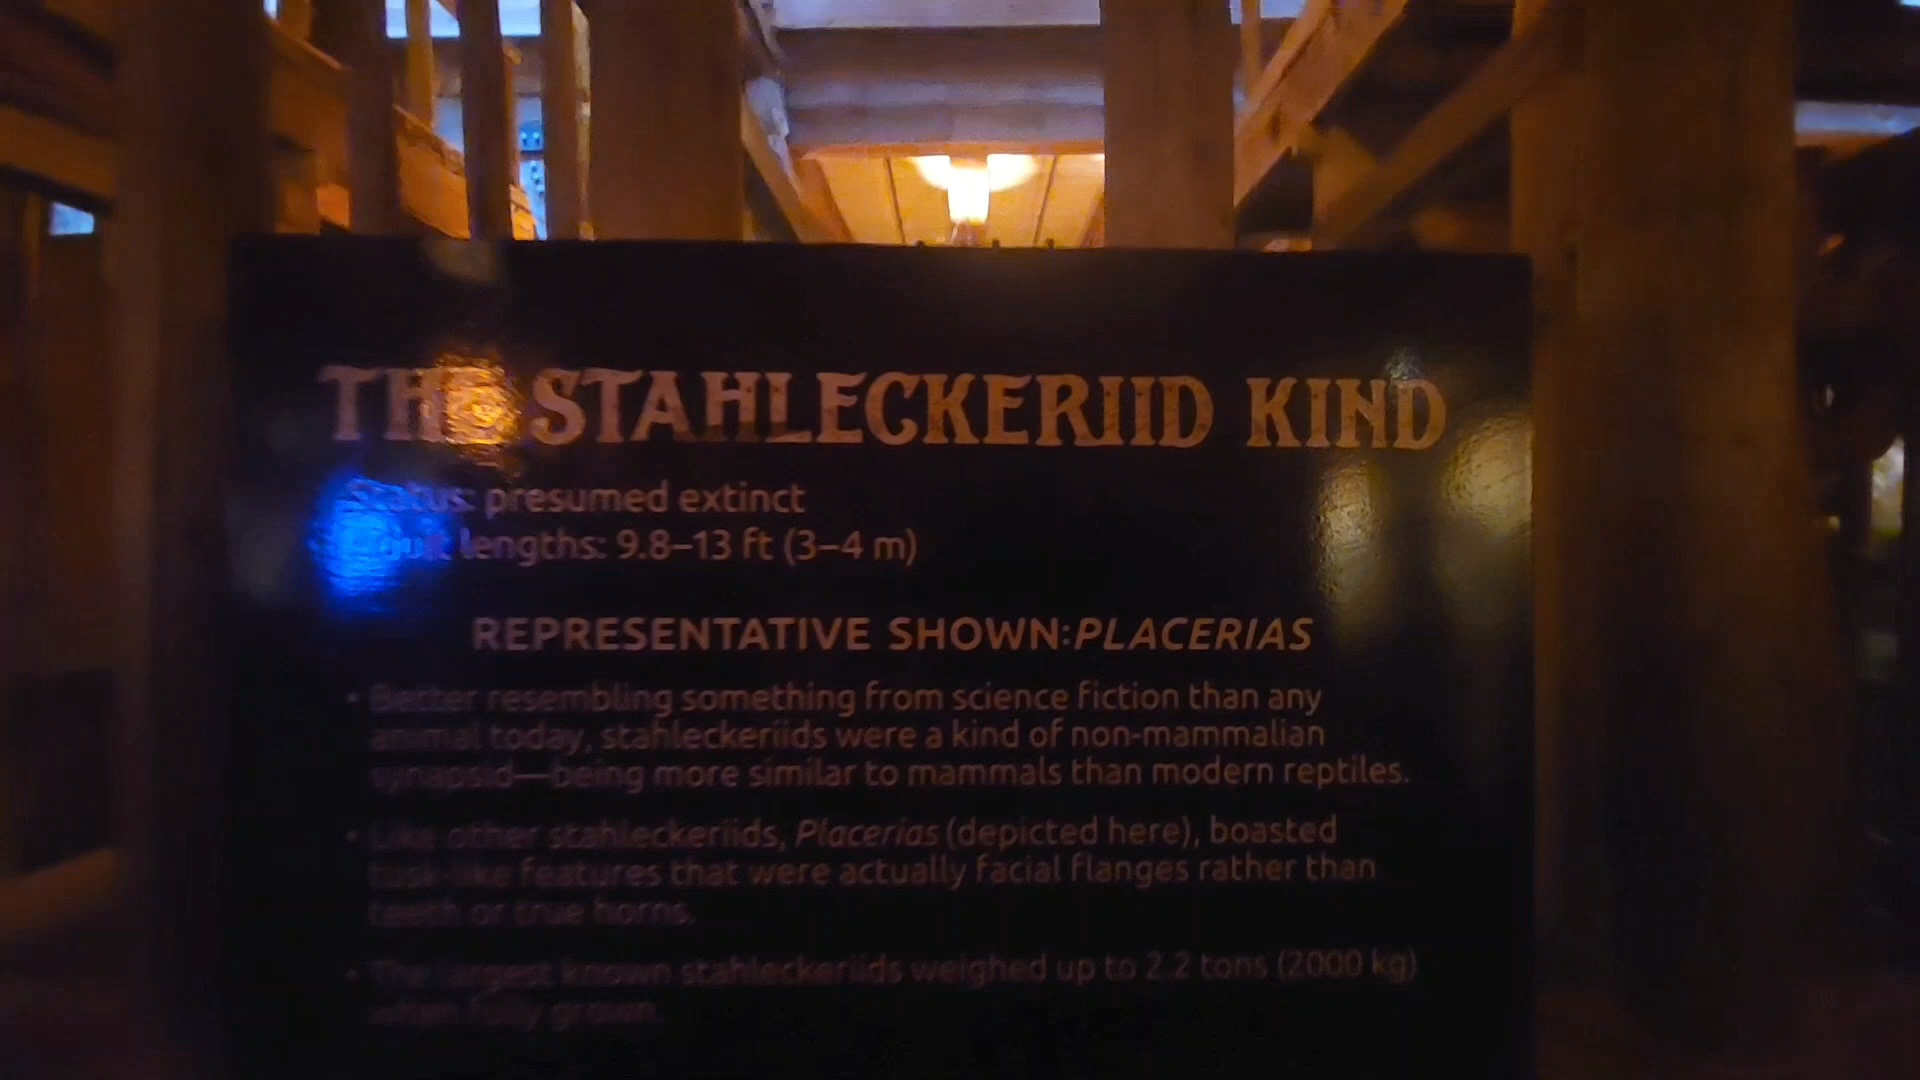 THE STAHLECKERIID KIND
Status: presumed extinct
Adult lengths: 9.8–13 ft (3–4 m)
REPRESENTATIVE SHOWN: PLACERIAS
• Better resembling something from science fiction than any
animal today, stahleckeriids were a kind of non-mammalian
synapsid—being more similar to mammals than modern reptiles.
• Like other stahleckeriids, Placerias (depicted here), boasted
tusk-like features that were actually facial flanges rather than
teeth or true horns.
• The largest known stahleckeriids weighed up to 2.2 tons (2000 kg)
when fully grown.